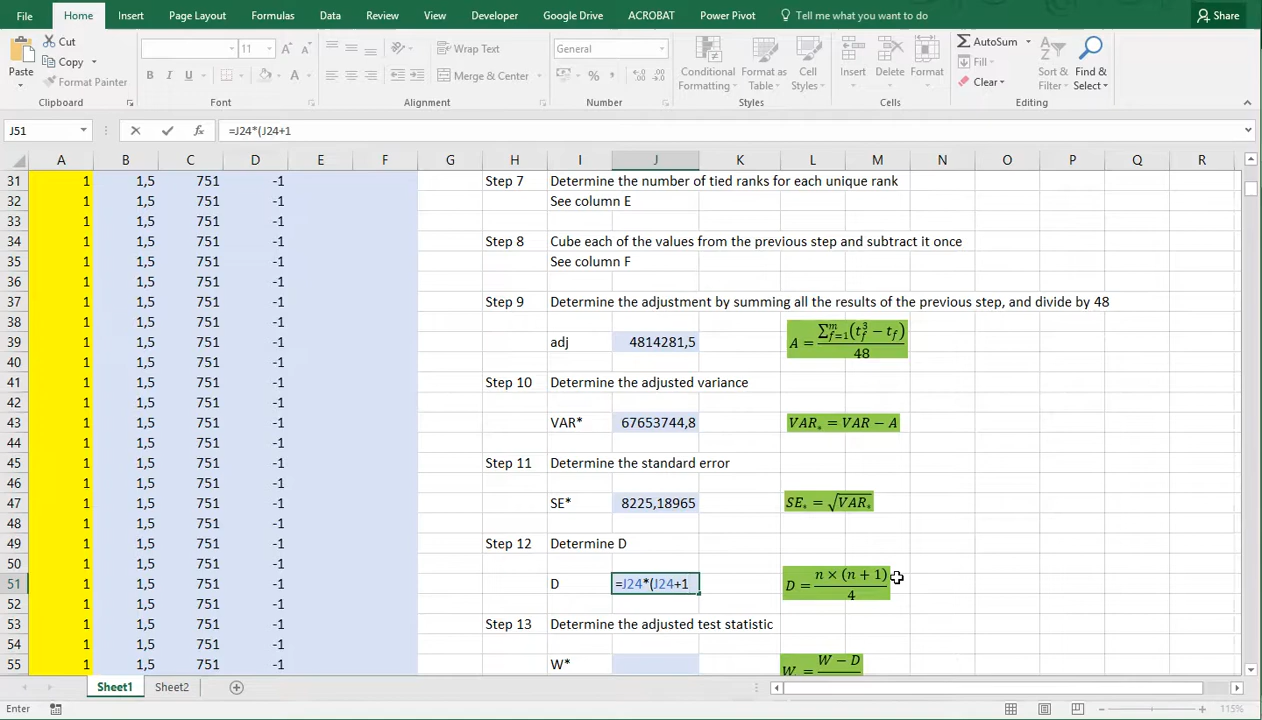 File Home Insert Page Layout Formulas Data Review View Developer Google Drive ACROBAT Power Pivot Tell me what you want to do Share
Cut 11 Wrap Text General AutoSum
Copy Fill
Paste Format Painter B I U A Merge & Center % Conditional Formatting Format as Table Cell Styles Insert Delete Format Clear Sort & Filter Find & Select
Clipboard Font Alignment Number Styles Cells Editing
J51 fx =J24*(J24+1
A B C D E F G H I J K L M N O P Q R
31 1 1,5 751 -1 Step 7 Determine the number of tied ranks for each unique rank
32 1 1,5 751 -1 See column E
33 1 1,5 751 -1
34 1 1,5 751 -1 Step 8 Cube each of the values from the previous step and subtract it once
35 1 1,5 751 -1 See column F
36 1 1,5 751 -1
37 1 1,5 751 -1 Step 9 Determine the adjustment by summing all the results of the previous step, and divide by 48
38 1 1,5 751 -1
39 1 1,5 751 -1 adj 4814281,5 A = ∑ᵐf=1(t³f − tf) / 48
40 1 1,5 751 -1
41 1 1,5 751 -1 Step 10 Determine the adjusted variance
42 1 1,5 751 -1
43 1 1,5 751 -1 VAR* 67653744,8 VAR* = VAR − A
44 1 1,5 751 -1
45 1 1,5 751 -1 Step 11 Determine the standard error
46 1 1,5 751 -1
47 1 1,5 751 -1 SE* 8225,18965 SE* = √VAR*
48 1 1,5 751 -1
49 1 1,5 751 -1 Step 12 Determine D
50 1 1,5 751 -1
51 1 1,5 751 -1 D =J24*(J24+1 D = n × (n + 1) / 4
52 1 1,5 751 -1
53 1 1,5 751 -1 Step 13 Determine the adjusted test statistic
54 1 1,5 751 -1
55 1 1,5 751 -1 W* W = W − D
Sheet1 Sheet2
Enter 115%